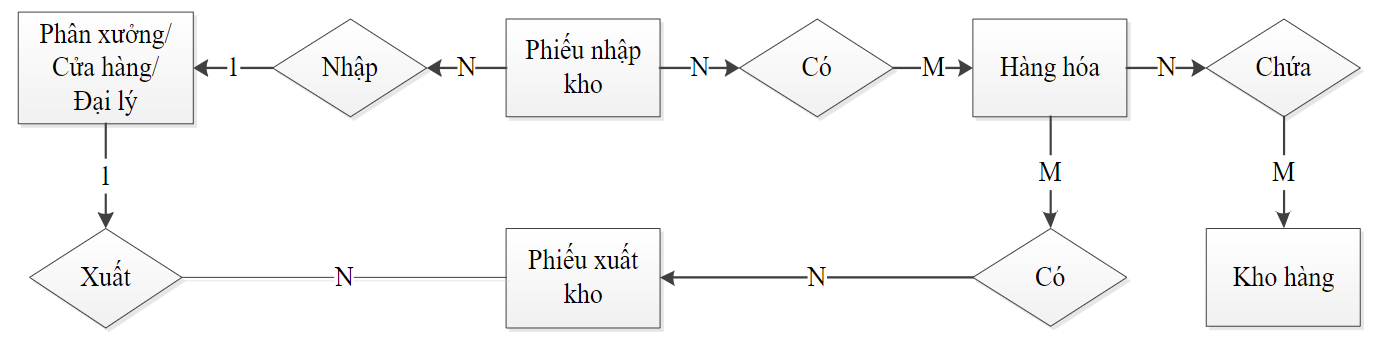 Phân xưởng/
Cửa hàng/
Đại lý
1
Nhập
N
Phiếu nhập
kho
N
Có
M
Hàng hóa
N
Chứa
1
M
M
Xuất
N
Phiếu xuất
kho
N
Có
Kho hàng